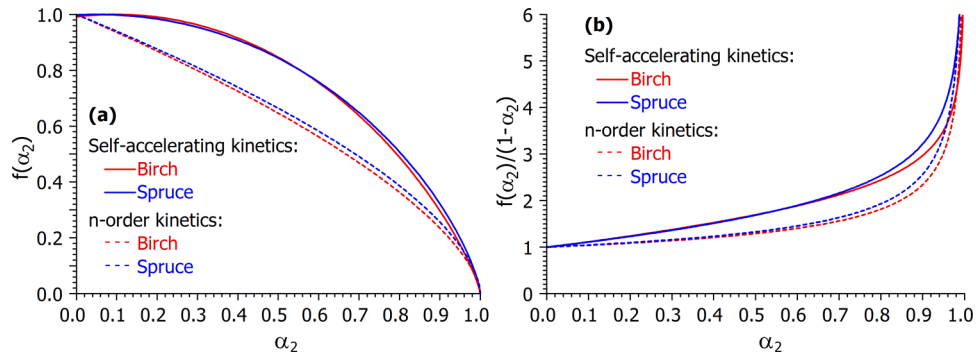 1.0
0.8
0.6
0.4
0.2
0.0
f(α2)
(a)
Self-accelerating kinetics:
Birch
Spruce
n-order kinetics:
Birch
Spruce
0.0 0.1 0.2 0.3 0.4 0.5 0.6 0.7 0.8 0.9 1.0
α2
6
5
4
3
2
1
0
f(α2)/(1-α2)
(b)
Self-accelerating kinetics:
Birch
Spruce
n-order kinetics:
Birch
Spruce
0.0 0.1 0.2 0.3 0.4 0.5 0.6 0.7 0.8 0.9 1.0
α2